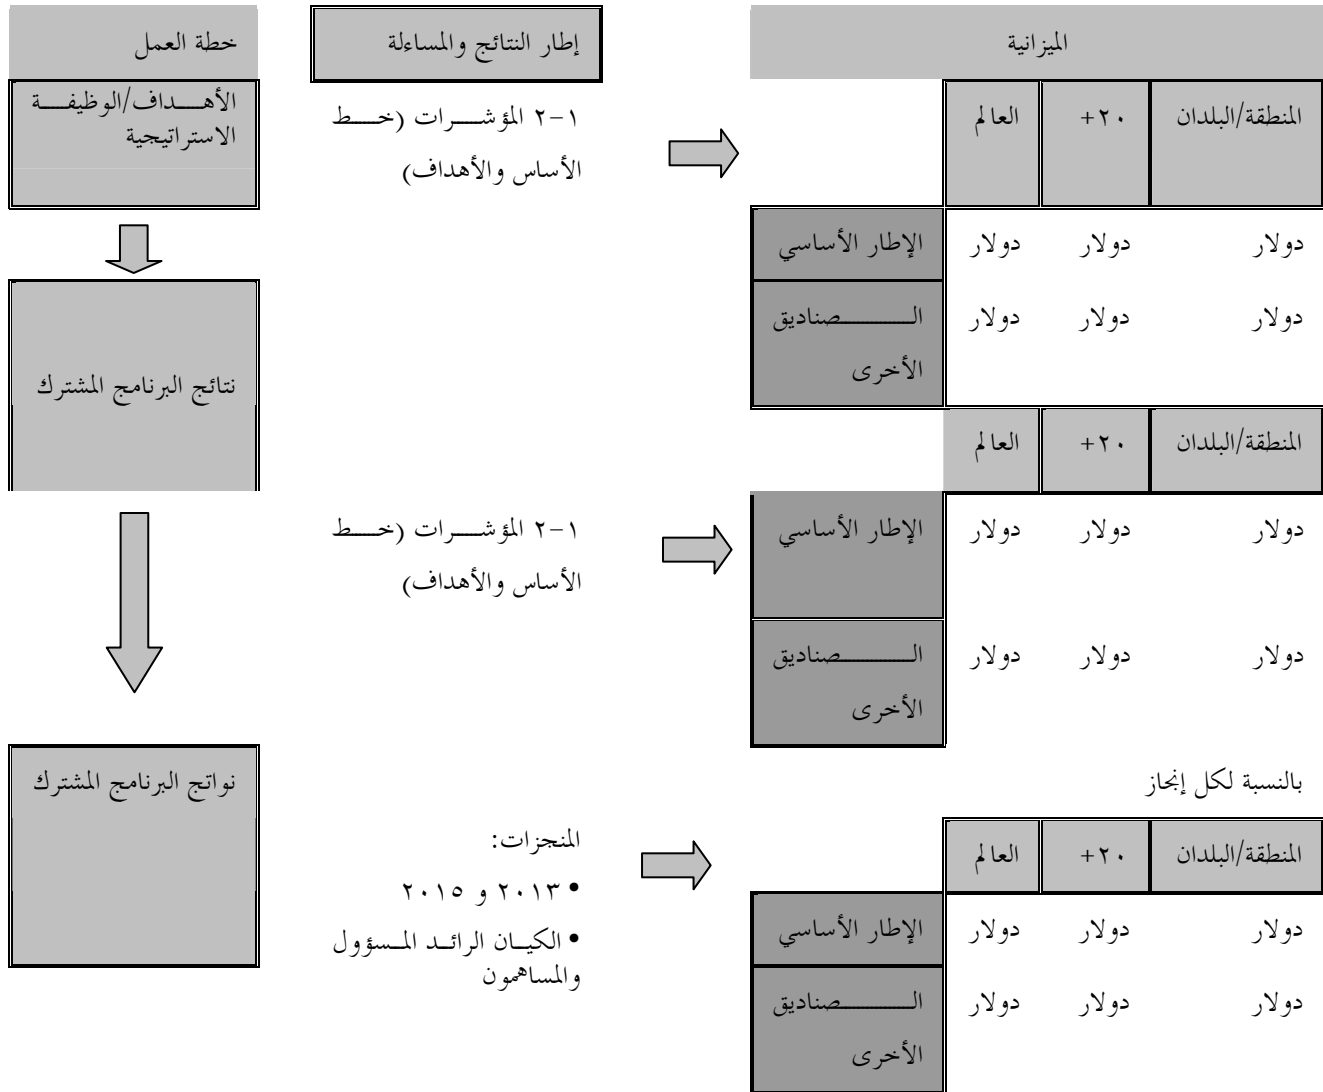 خطة العمل
إطار النتائج والمساءلة
الميزانية
الأهداف/الوظيفة
الاستراتيجية
١-٢ المؤشرات (خط
الأساس والأهداف)
العالم
٢٠+
المنطقة/البلدان
الإطار الأساسي
دولار
دولار
دولار
الصناديق
الأخرى
دولار
دولار
دولار
نتائج البرنامج المشترك
١-٢ المؤشرات (خط
الأساس والأهداف)
العالم
٢٠+
المنطقة/البلدان
الإطار الأساسي
دولار
دولار
دولار
الصناديق
الأخرى
دولار
دولار
دولار
نواتج البرنامج المشترك
المنجزات:
• ٢٠١٣ و ٢٠١٥
• الكيان الرائد المسؤول
والمساهمون
بالنسبة لكل إنجاز
العالم
٢٠+
المنطقة/البلدان
الإطار الأساسي
دولار
دولار
دولار
الصناديق
الأخرى
دولار
دولار
دولار